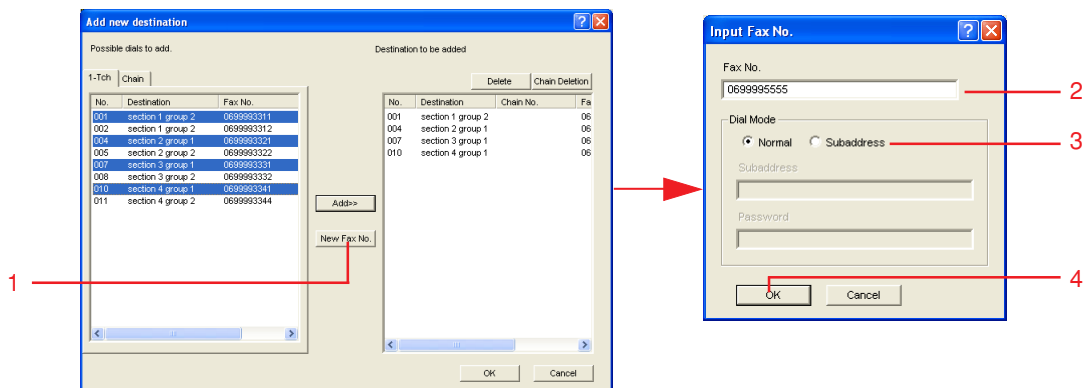 Add new destination
Possible dials to add.
Destination to be added
1-Tch Chain
Delete Chain Deletion
No. Destination Fax No.
001 section 1 group 2 0699993311
002 section 1 group 2 0699993312
004 section 2 group 1 0699993321
005 section 2 group 2 0699993322
007 section 3 group 1 0699993331
008 section 3 group 2 0699993332
010 section 4 group 1 0699993341
011 section 4 group 2 0699993344
Add>>
New Fax No.
No. Destination Chain No. Fa
001 section 1 group 2 06
004 section 2 group 1 06
007 section 3 group 1 06
010 section 4 group 1 06
OK Cancel
1
Input Fax No.
Fax No.
0699995555
2
Dial Mode
Normal Subaddress
3
Subaddress
Password
OK Cancel
4